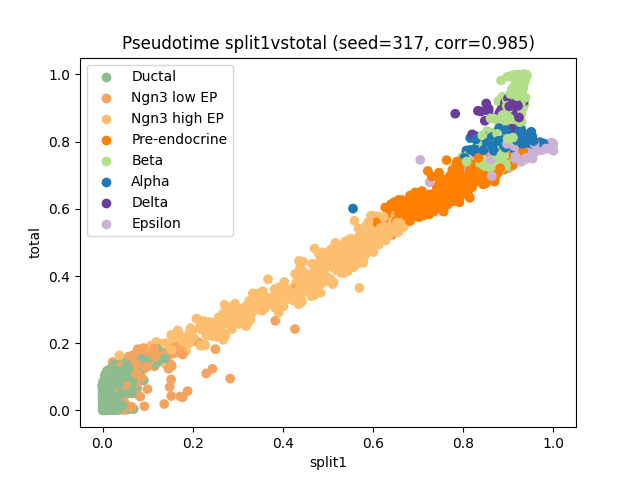 Pseudotime split1vstotal (seed=317, corr=0.985)
Ductal
Ngn3 low EP
Ngn3 high EP
Pre-endocrine
Beta
Alpha
Delta
Epsilon
total
1.0
0.8
0.6
0.4
0.2
0.0
0.0 0.2 0.4 0.6 0.8 1.0
split1